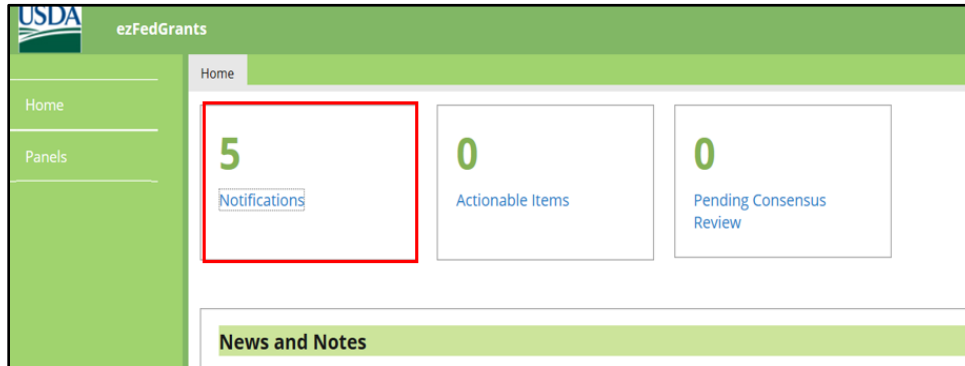 USDA
ezFedGrants
Home
Home
Panels
5
Notifications
0
Actionable Items
0
Pending Consensus
Review
News and Notes